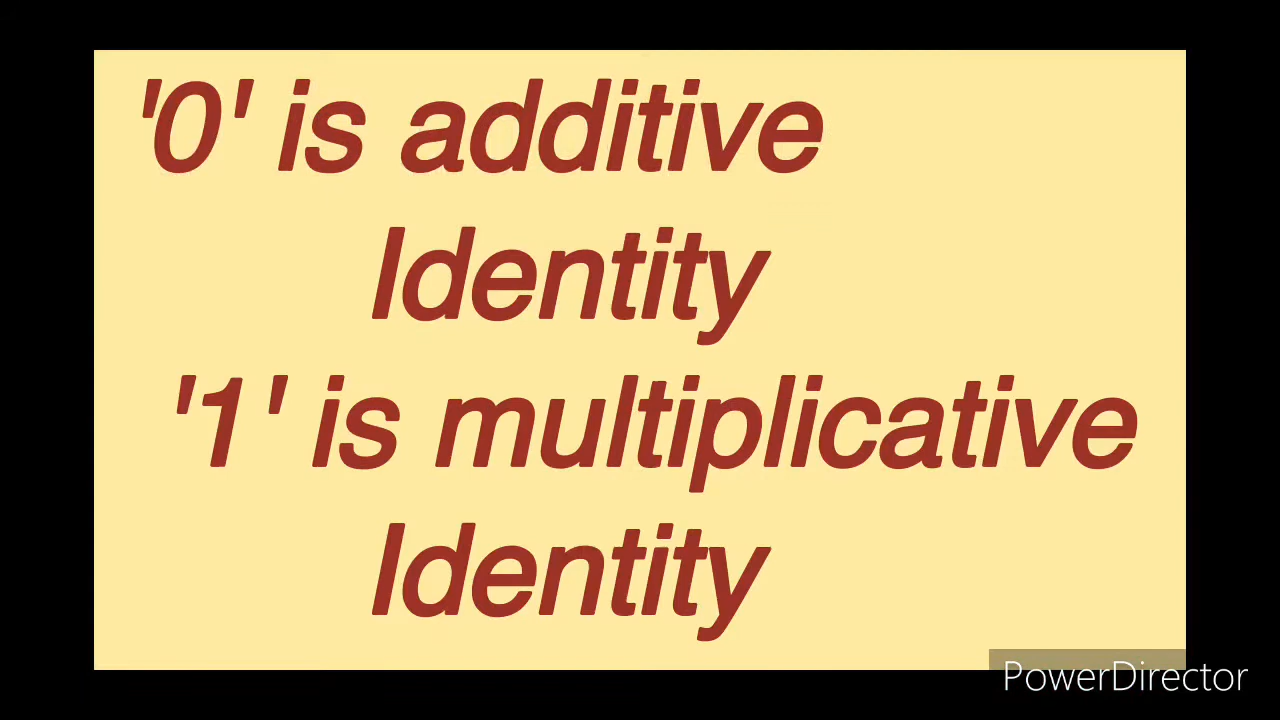 '0' is additive
Identity
'1' is multiplicative
Identity
PowerDirector